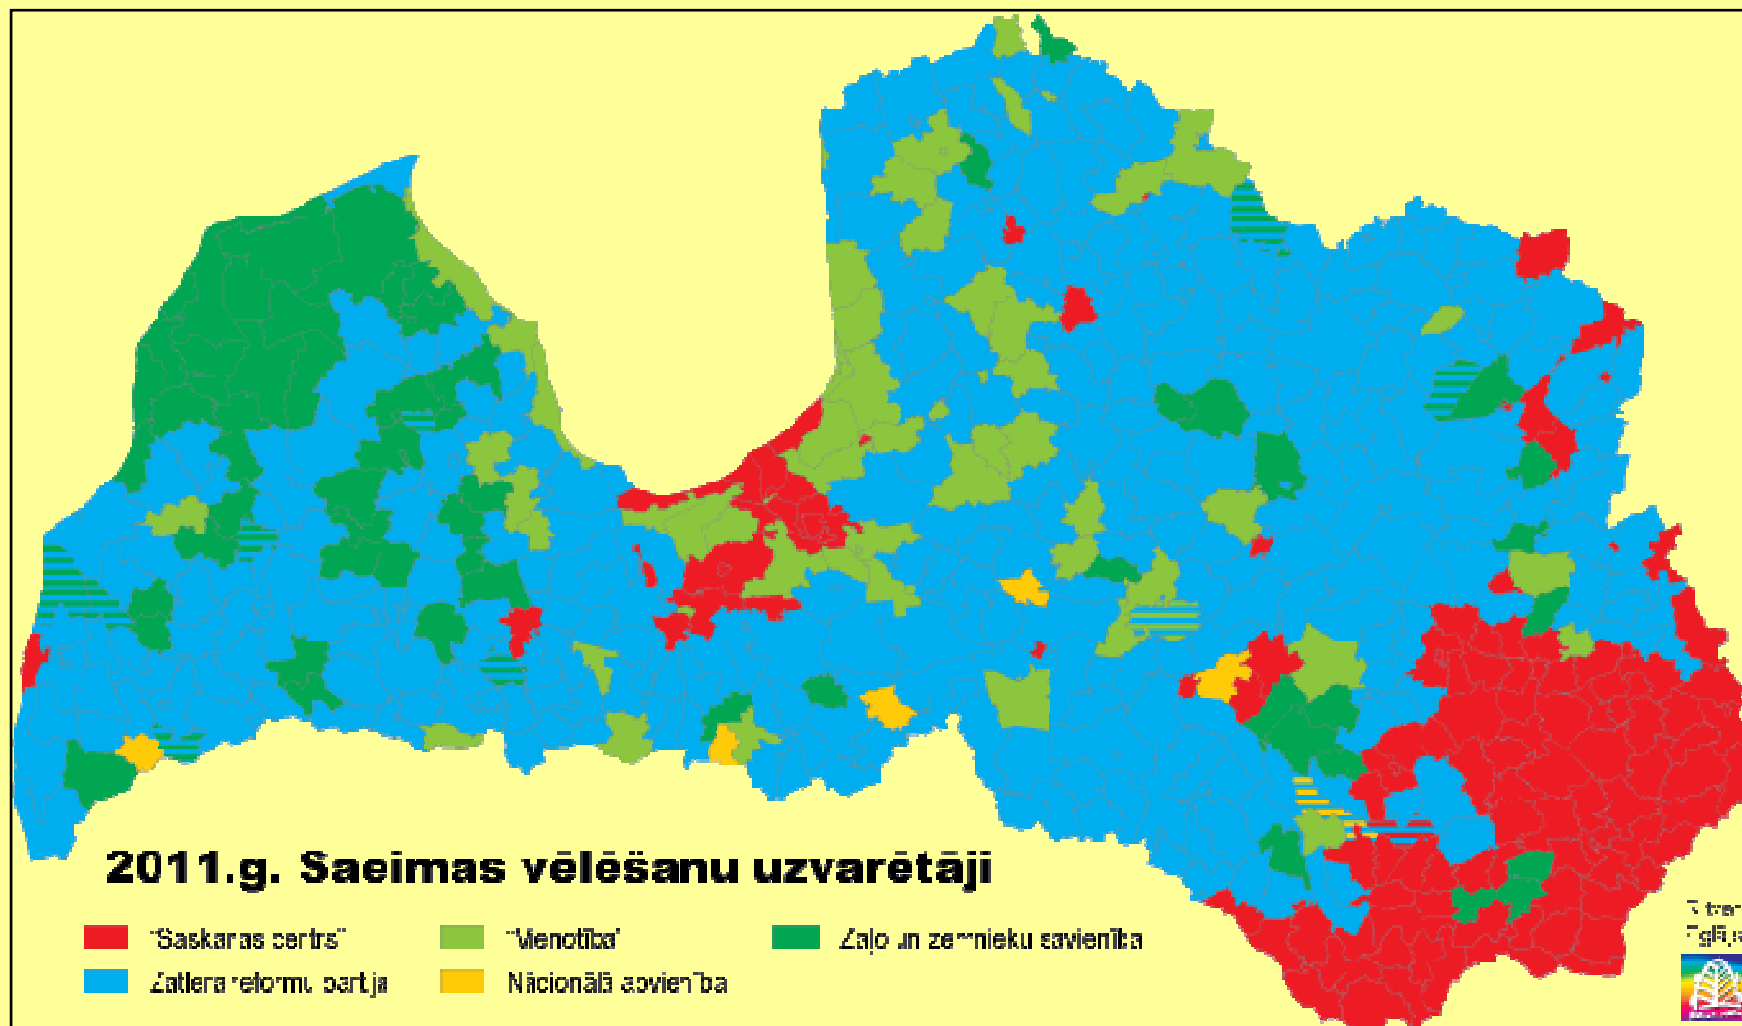 2011.g. Saeimas vēlēšanu uzvarētāji
"Saskaņas centrs"
"Vienotība"
Zaļo un zemnieku savienība
Zatlera reformu partija
Nacionālā apvienība